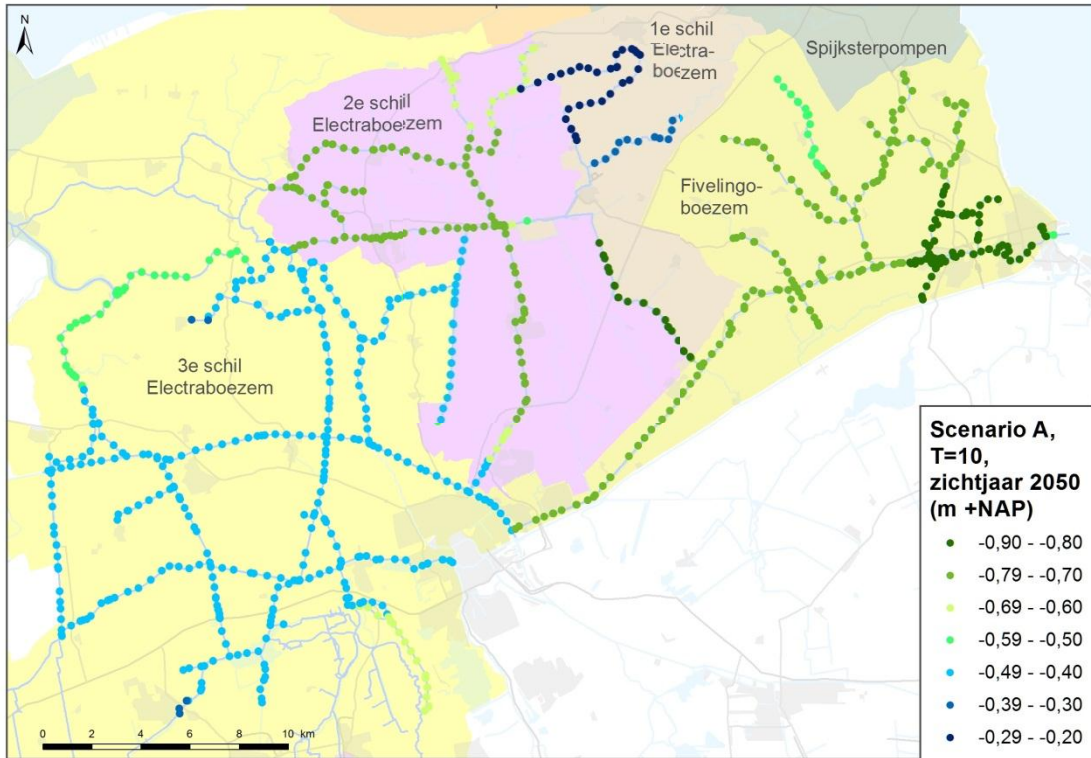 N
1e schil
Electra-
boezem
Spijksterpompen
2e schil
Electraboezem
Fivelingo-
boezem
3e schil
Electraboezem
Scenario A,
T=10,
zichtjaar 2050
(m +NAP)
-0,90 - -0,80
-0,79 - -0,70
-0,69 - -0,60
-0,59 - -0,50
-0,49 - -0,40
-0,39 - -0,30
-0,29 - -0,20
0 2 4 6 8 10 km